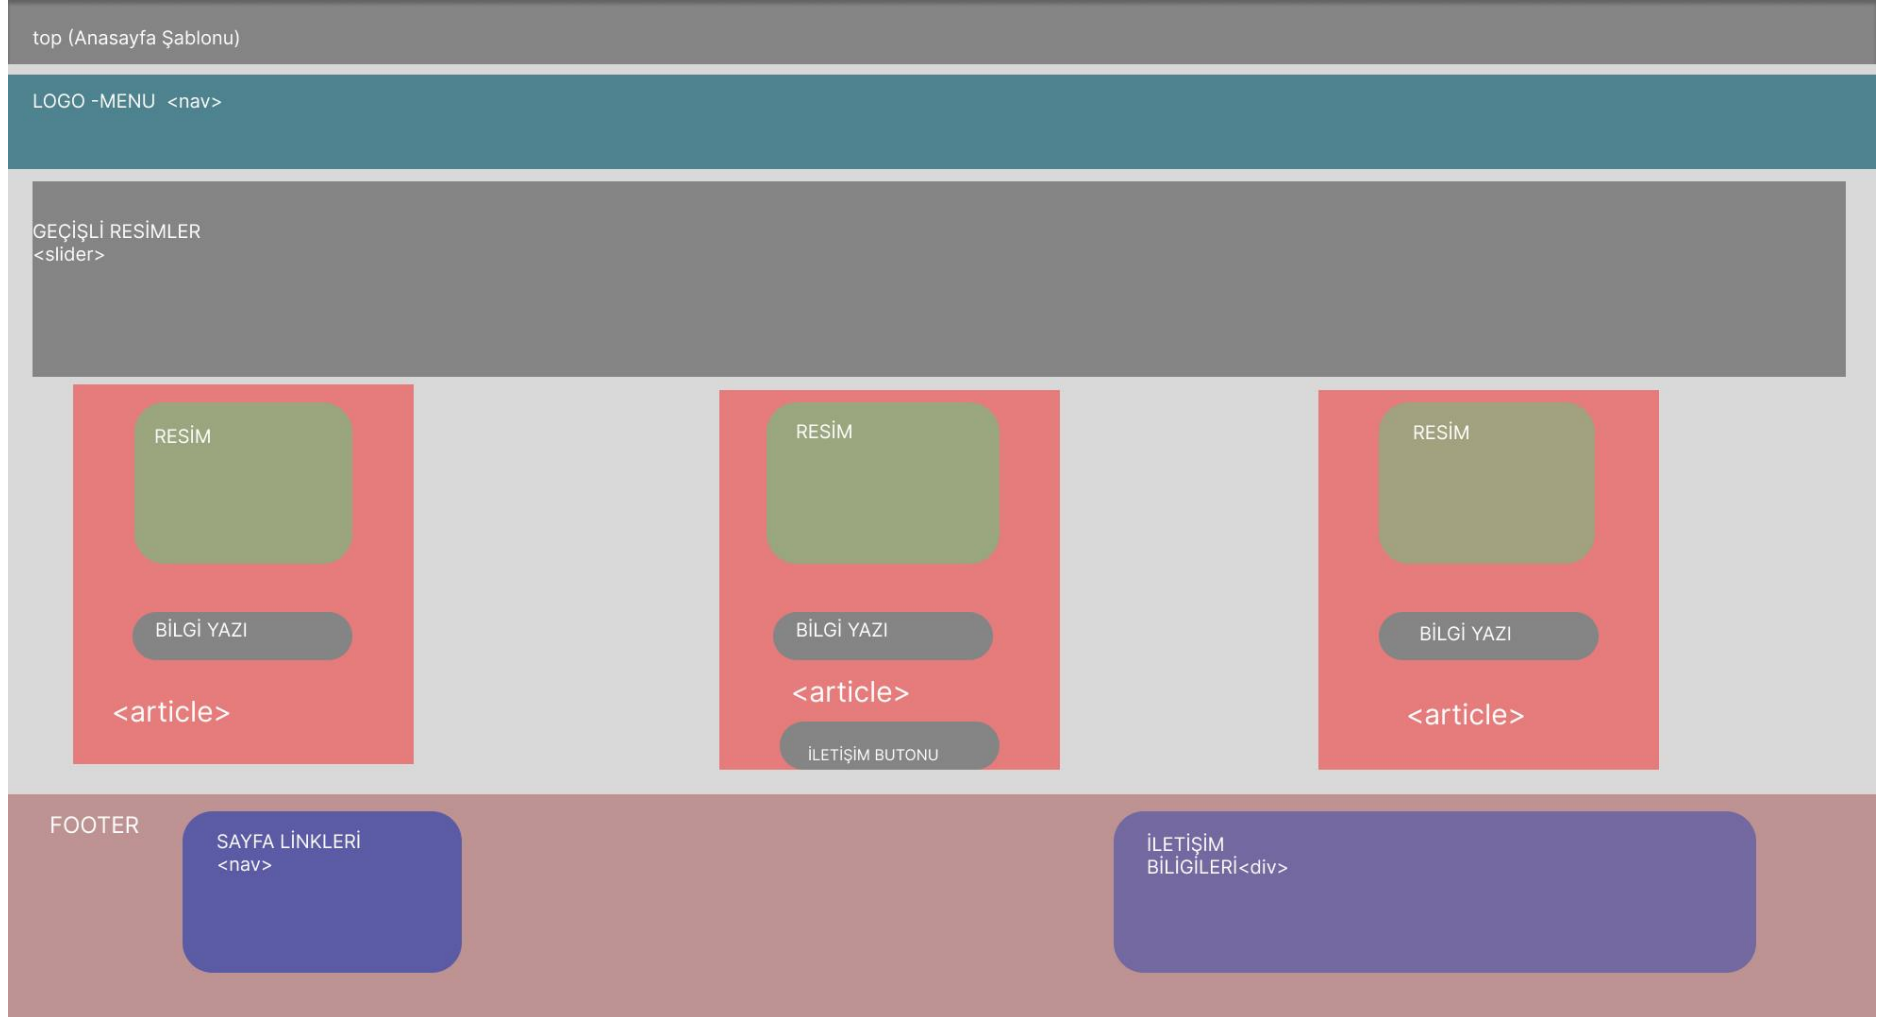 top (Anasayfa Şablonu)
LOGO -MENU <nav>
GEÇİŞLİ RESİMLER
<slider>
RESİM
BİLGİ YAZI
<article>
RESİM
BİLGİ YAZI
<article>
İLETİŞİM BUTONU
RESİM
BİLGİ YAZI
<article>
FOOTER
SAYFA LİNKLERİ
<nav>
İLETİŞİM
BİLİGİLERİ<div>